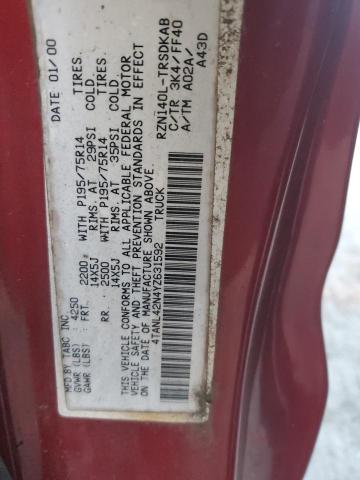 MFD BY TABC INC. DATE 01/00
GVWR (LBS) 4250
GAWR (LBS) FRT. 2200 WITH P195/75R14
14X5J RIMS. AT 29PSI COLD.
RR. 2500 WITH P195/75R14
14X5J RIMS. AT 35PSI COLD.
THIS VEHICLE CONFORMS TO ALL APPLICABLE FEDERAL MOTOR
VEHICLE SAFETY AND THEFT PREVENTION STANDARDS IN EFFECT
ON THE DATE OF MANUFACTURE SHOWN ABOVE.
4TANL42N4YZ631592 TRUCK
RZN140L-TRSDKAB
C/TR 3K4/FF40
A/TM A02A/
A43D